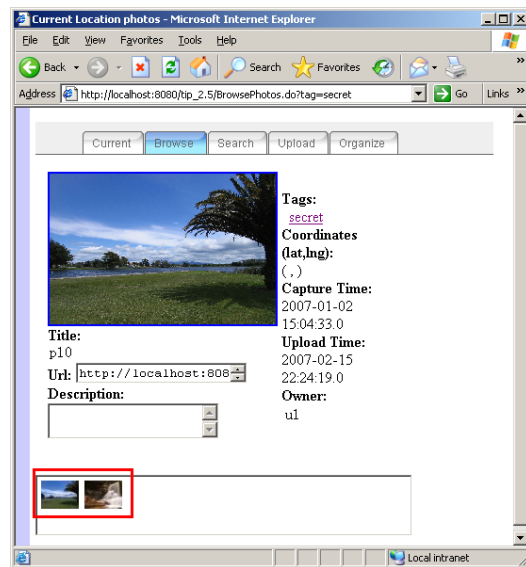 Current Location photos - Microsoft Internet Explorer
File Edit View Favorites Tools Help
Back Search Favorites »
Address http://localhost:8080/tip_2.5/BrowsePhotos.do?tag=secret Go Links »
Current Browse Search Upload Organize
Tags:
secret
Coordinates
(lat,lng):
( , )
Capture Time:
2007-01-02
15:04:33.0
Upload Time:
2007-02-15
22:24:19.0
Owner:
u1
Title:
p10
Url: http://localhost:808
Description:
Local intranet